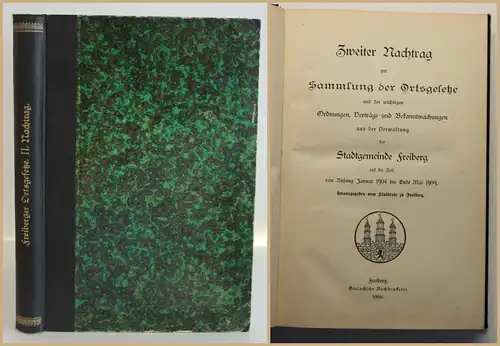 Freiberger Ortsgesetze. II. Nachtrag.
Zweiter Nachtrag
zur
Sammlung der Ortsgesetze
und der wichtigen
Ordnungen, Verträge und Bekanntmachungen
aus der Verwaltung
der
Stadtgemeinde Freiberg
auf die Zeit
von Anfang Januar 1904 bis Ende Mai 1909,
herausgegeben vom Stadtrate zu Freiberg.
Freiberg.
Gerlachsche Buchdruckerei.
1909.